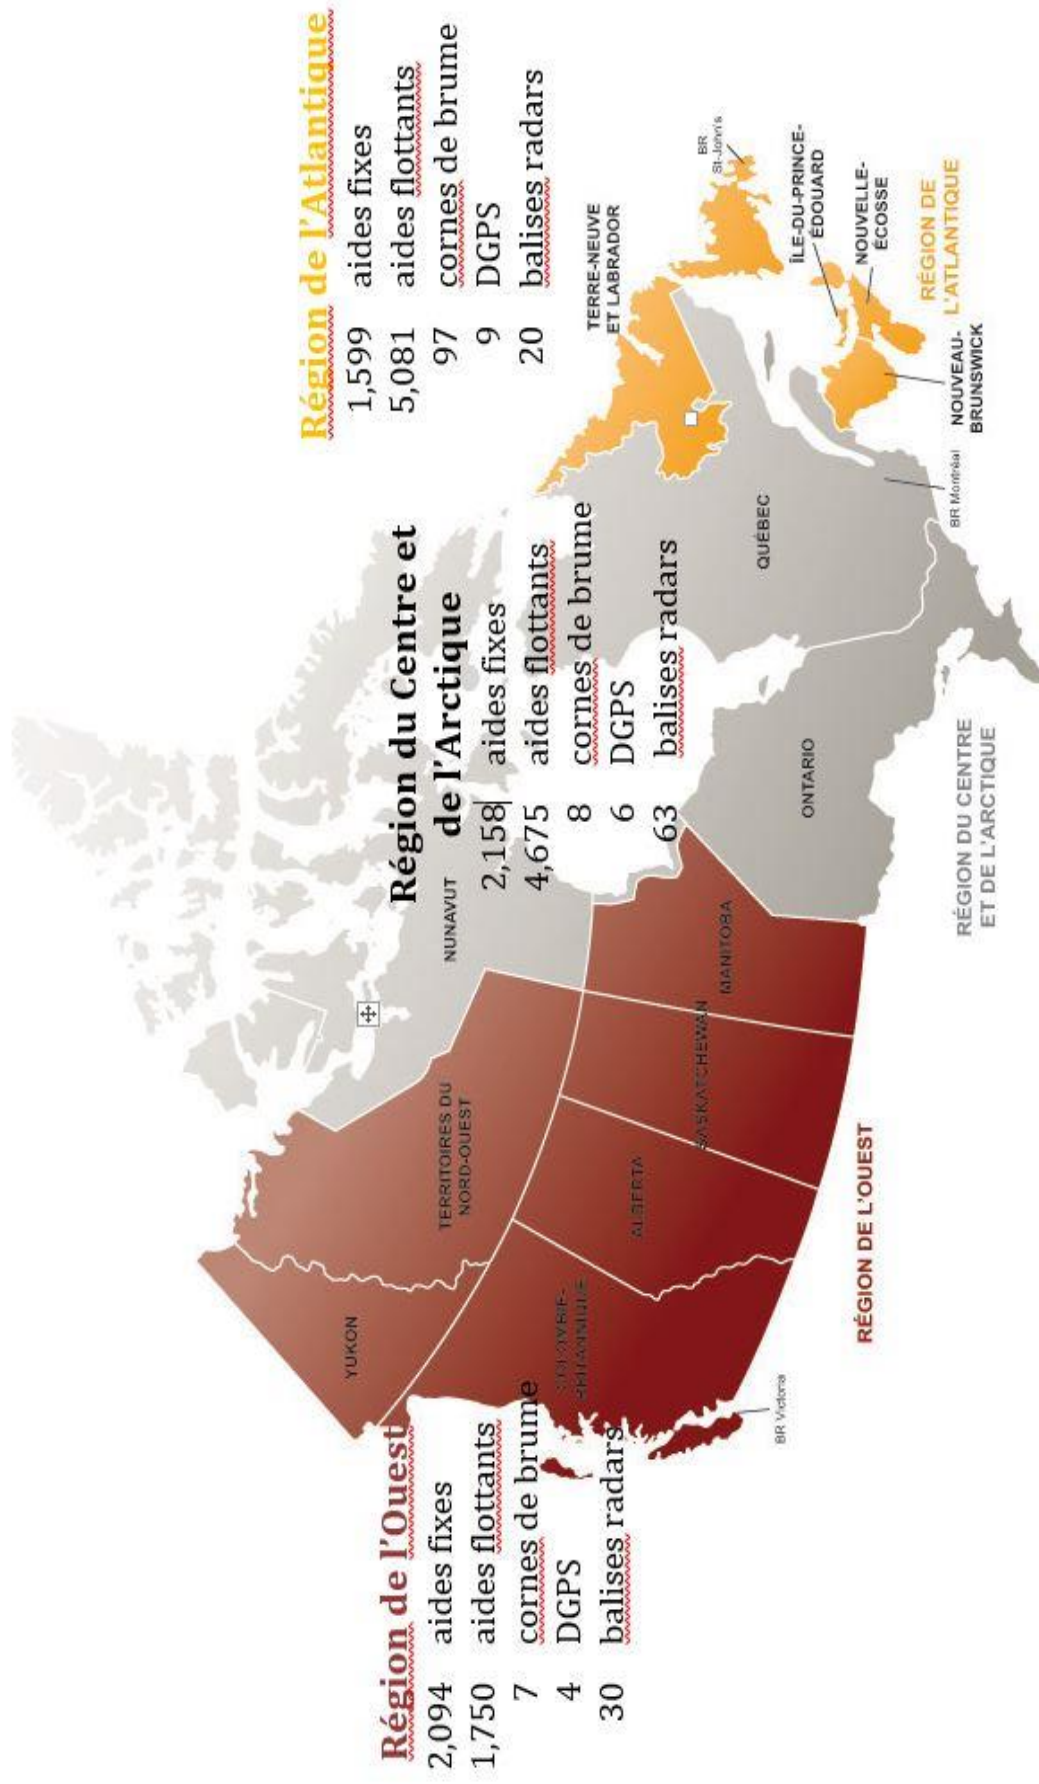 Région de l'Atlantique
1,599 aides fixes
5,081 aides flottants
97 cornes de brume
9 DGPS
20 balises radars
Région du Centre et
de l'Arctique
2,158 aides fixes
4,675 aides flottants
8 cornes de brume
6 DGPS
63 balises radars
Région de l'Ouest
2,094 aides fixes
1,750 aides flottants
7 cornes de brume
4 DGPS
30 balises radars
YUKON
TERRITOIRES DU
NORD-OUEST
NUNAVUT
COLOMBIE-
BRITANNIQUE
ALBERTA
SASKATCHEWAN
MANITOBA
ONTARIO
QUÉBEC
TERRE-NEUVE
ET LABRADOR
BR
St-John's
ÎLE-DU-PRINCE-
ÉDOUARD
NOUVELLE-
ÉCOSSE
NOUVEAU-
BRUNSWICK
BR Montréal
BR Victoria
RÉGION DE L'OUEST
RÉGION DU CENTRE
ET DE L'ARCTIQUE
RÉGION DE
L'ATLANTIQUE